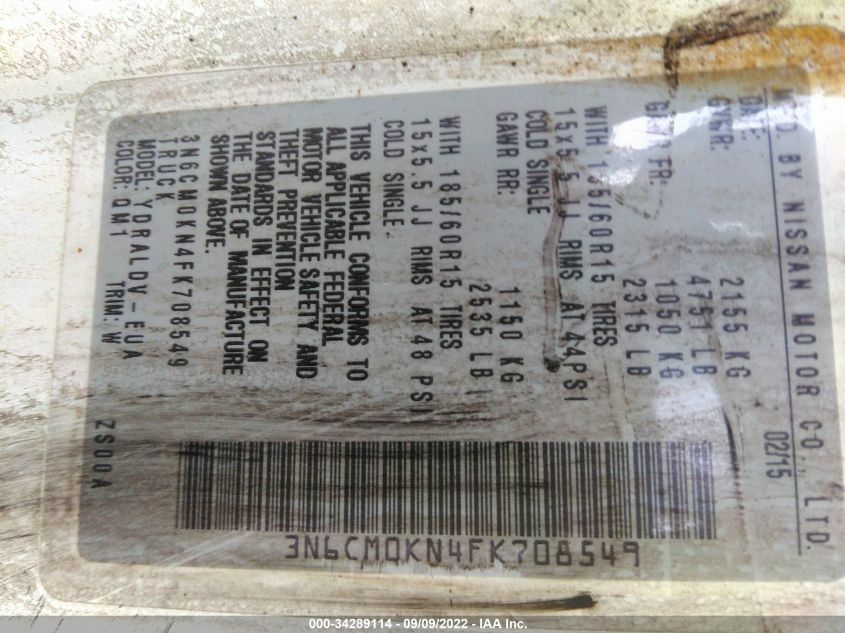 MFD. BY NISSAN MOTOR CO., LTD.
DATE: 02/15
GVWR: 2155 KG
4751 LB
GAWR FR: 1050 KG
2315 LB
WITH 185/60R15 TIRES
15x5.5 JJ RIMS AT 44PSI
COLD SINGLE
GAWR RR: 1150 KG
2535 LB
WITH 185/60R15 TIRES
15x5.5 JJ RIMS AT 48 PSI
COLD SINGLE
THIS VEHICLE CONFORMS TO
ALL APPLICABLE FEDERAL
MOTOR VEHICLE SAFETY AND
THEFT PREVENTION
STANDARDS IN EFFECT ON
THE DATE OF MANUFACTURE
SHOWN ABOVE.
3N6CM0KN4FK708549
TRUCK
MODEL: YDRALDV-EUA
COLOR: QM1 TRIM: W ZS00A
3N6CM0KN4FK708549
000-34289114 - 09/09/2022 - IAA Inc.